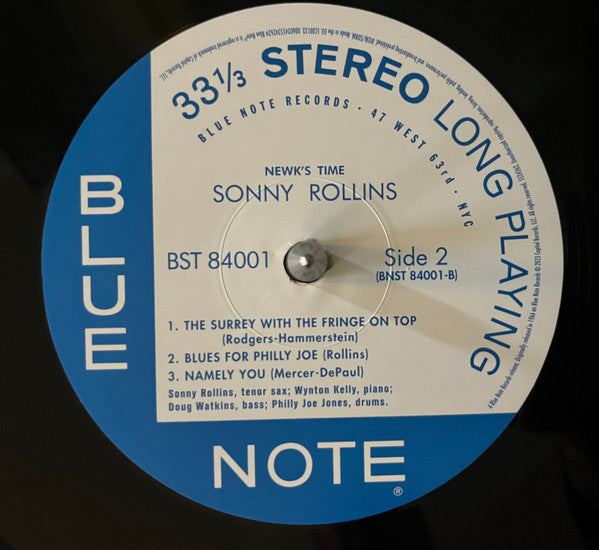 33⅓ STEREO LONG PLAYING
BLUE NOTE RECORDS · 47 WEST 63rd · NYC
NEWK'S TIME
SONNY ROLLINS
BST 84001
Side 2
(BNST 84001-B)
1. THE SURREY WITH THE FRINGE ON TOP
(Rodgers-Hammerstein)
2. BLUES FOR PHILLY JOE (Rollins)
3. NAMELY YOU (Mercer-DePaul)
Sonny Rollins, tenor sax; Wynton Kelly, piano;
Doug Watkins, bass; Philly Joe Jones, drums.
BLUE
NOTE®